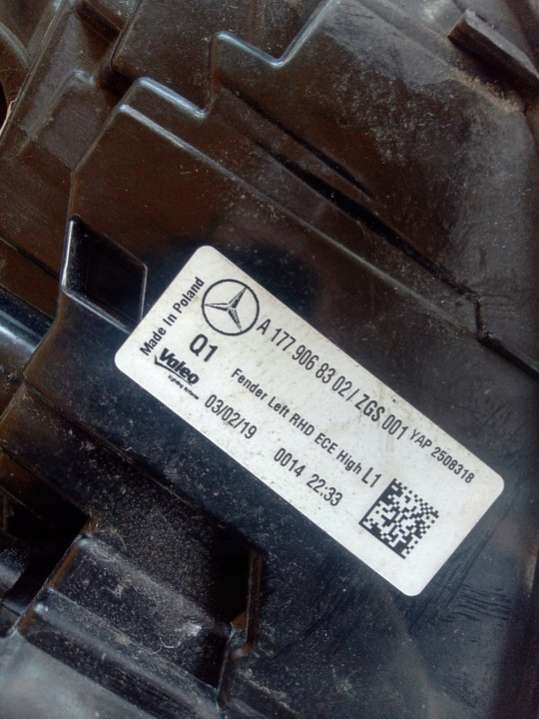 Made In Poland
A 177 906 83 02 / ZGS 001 YAP 2508318
Q1
Fender Left RHD ECE High L1
Valeo
03/02/19
0014 22:33